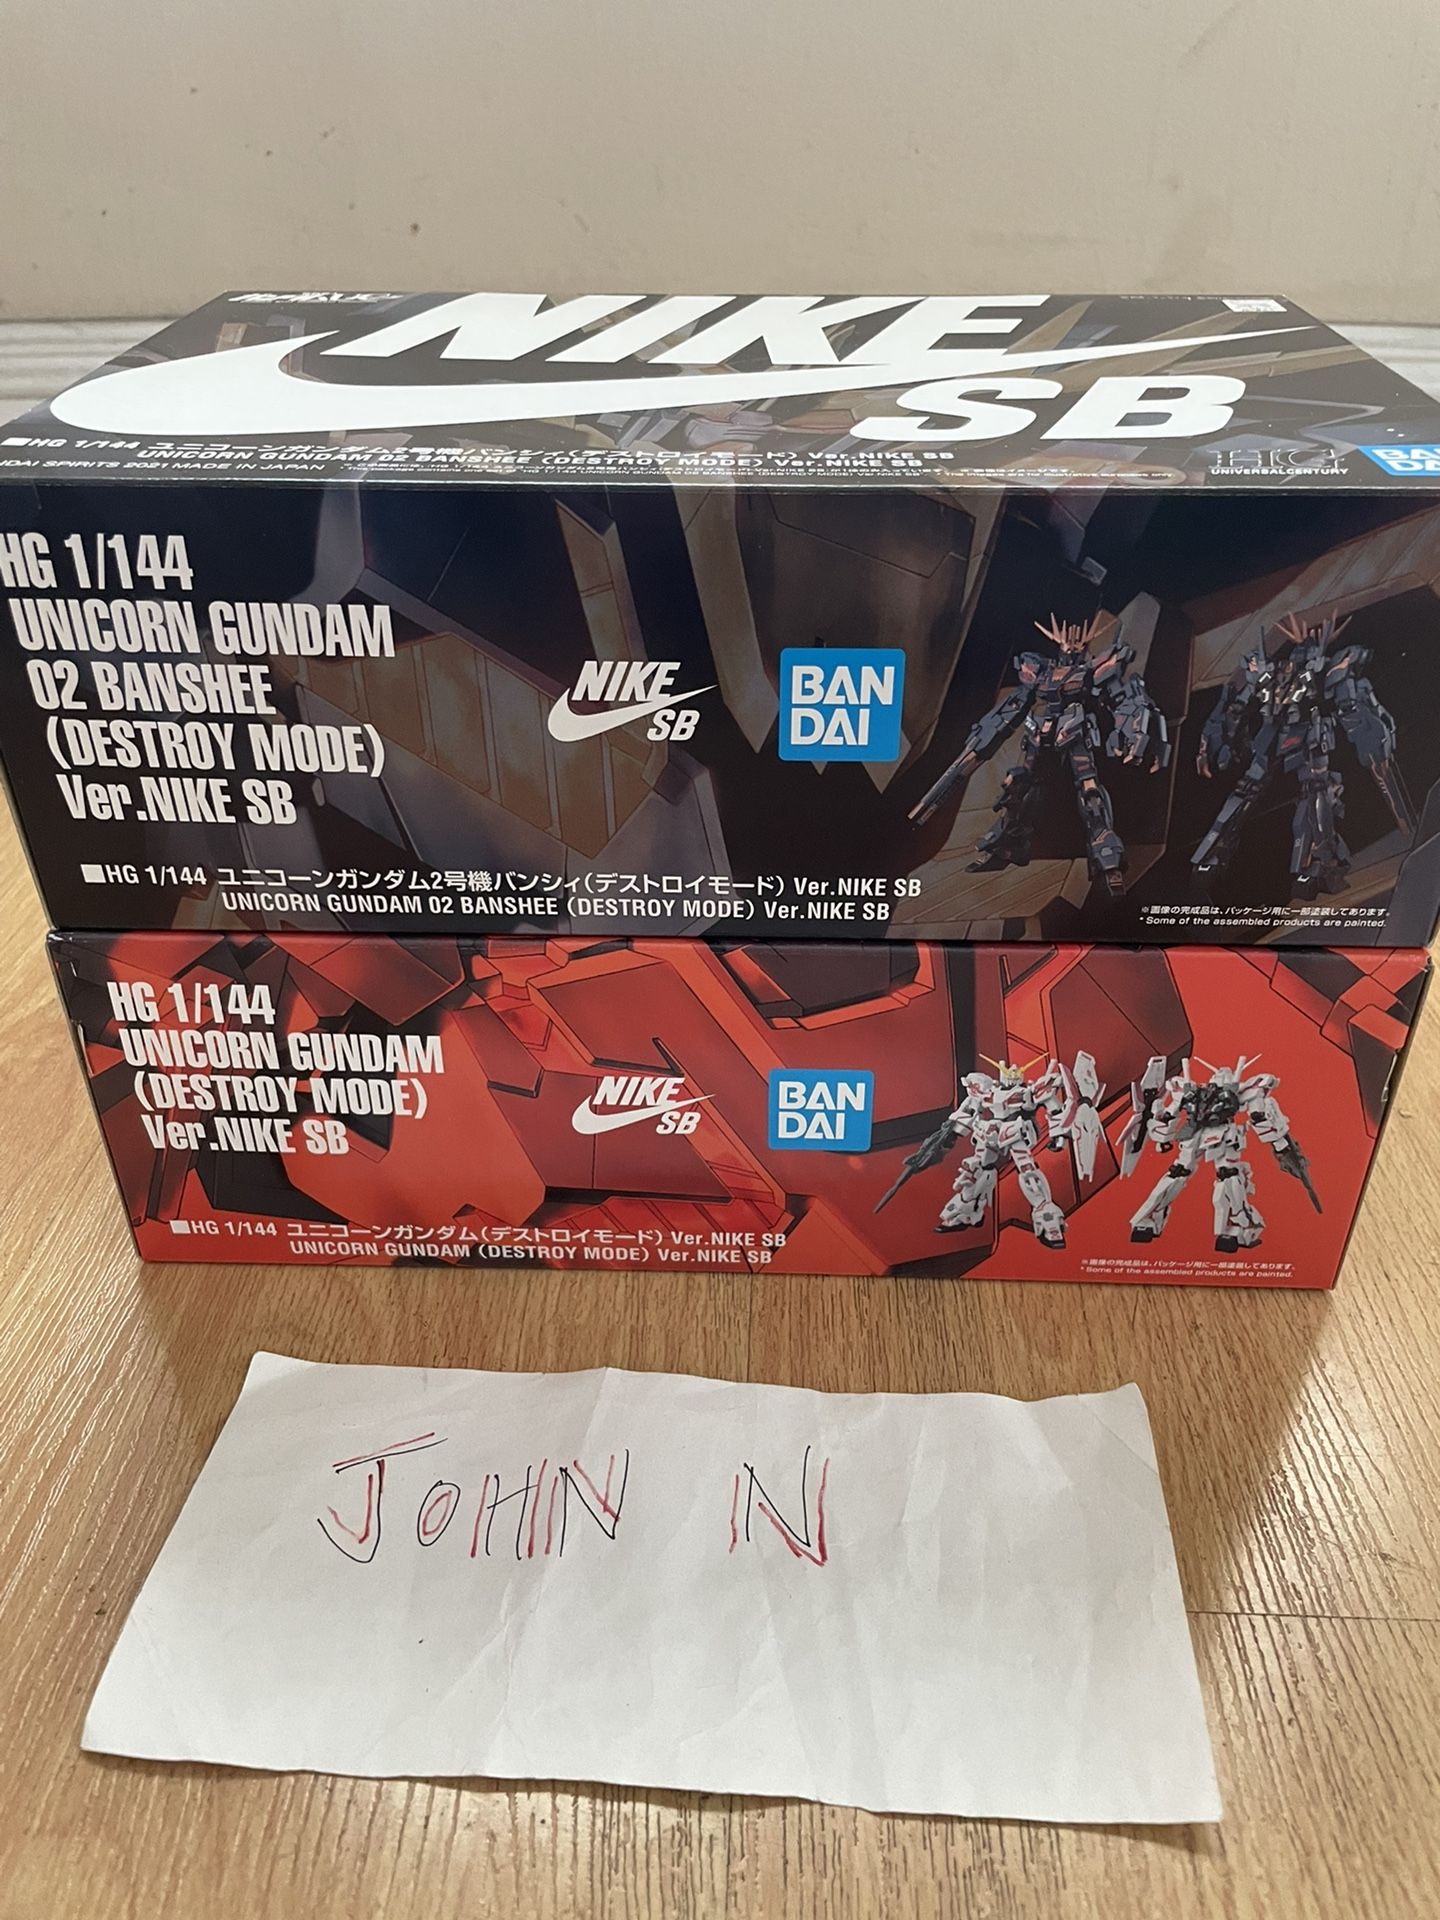 NIKE
SB
■HG 1/144 ユニコーンガンダム2号機バンシィ(デストロイモード) Ver.NIKE SB
UNICORN GUNDAM 02 BANSHEE (DESTROY MODE) Ver.NIKE SB
DAI SPIRITS 2021 MADE IN JAPAN
HG
UNIVERSAL CENTURY
BAN
DA
HG 1/144
UNICORN GUNDAM
02 BANSHEE
(DESTROY MODE)
Ver.NIKE SB
NIKE
SB
BAN
DAI
■HG 1/144 ユニコーンガンダム2号機バンシィ(デストロイモード) Ver.NIKE SB
UNICORN GUNDAM 02 BANSHEE (DESTROY MODE) Ver.NIKE SB
※画像の完成品は、パッケージ用に一部塗装してあります。
* Some of the assembled products are painted.
HG 1/144
UNICORN GUNDAM
(DESTROY MODE)
Ver.NIKE SB
NIKE
SB
BAN
DAI
■HG 1/144 ユニコーンガンダム(デストロイモード) Ver.NIKE SB
UNICORN GUNDAM (DESTROY MODE) Ver.NIKE SB
※画像の完成品は、パッケージ用に一部塗装してあります。
* Some of the assembled products are painted.
JOHN N